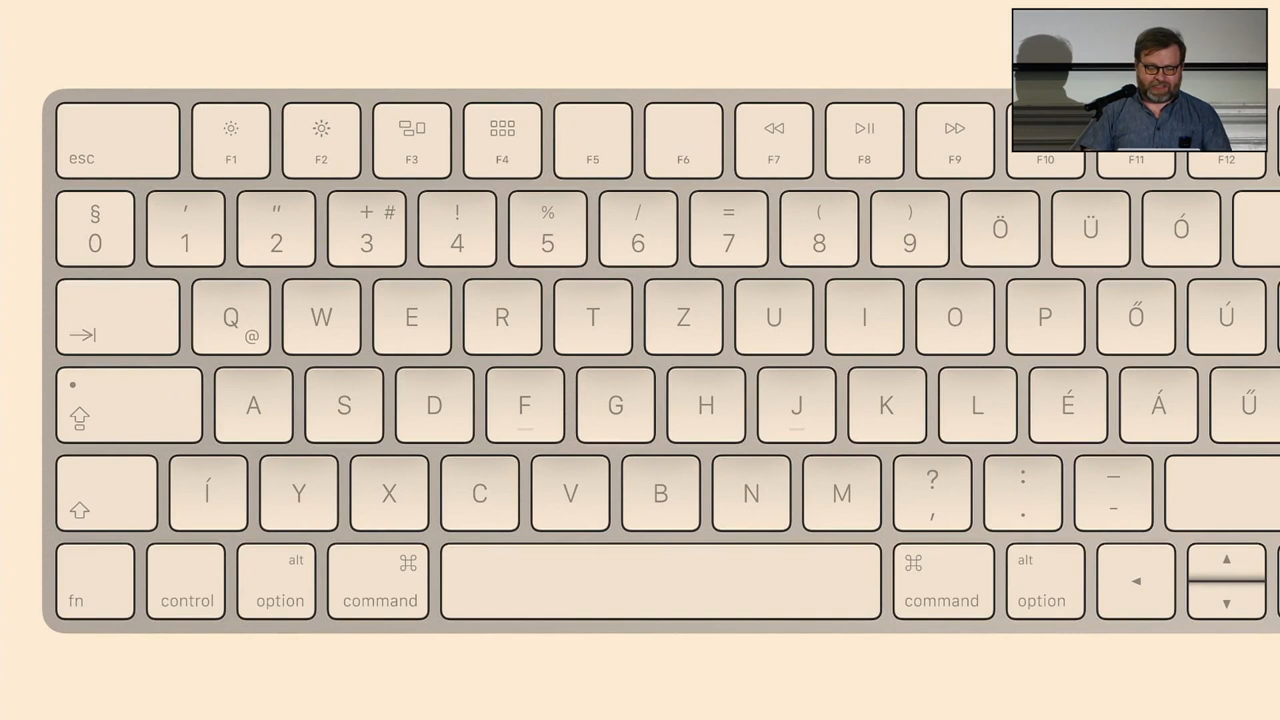 esc F1 F2 F3 F4 F5 F6 F7 F8 F9 F10 F11 F12
§ ′ ″ + # ! % / = ( )
0 1 2 3 4 5 6 7 8 9 Ö Ü Ó
Q W E R T Z U I O P Ő Ú
@
A S D F G H J K L É Á Ű
Í Y X C V B N M ? : —
, . -
alt ⌘ ⌘ alt
fn control option command command option